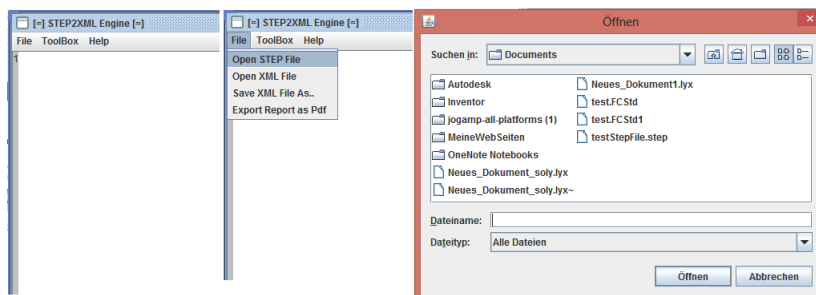 [=] STEP2XML Engine [=]
File ToolBox Help
1
[=] STEP2XML Engine [=]
File ToolBox Help
Open STEP File
Open XML File
Save XML File As..
Export Report as Pdf
Öffnen
Suchen in: Documents
Autodesk
Inventor
jogamp-all-platforms (1)
MeineWebSeiten
OneNote Notebooks
Neues_Dokument_soly.lyx
Neues_Dokument_soly.lyx~
Neues_Dokument1.lyx
test.FCStd
test.FCStd1
testStepFile.step
Dateiname:
Dateityp: Alle Dateien
Öffnen Abbrechen